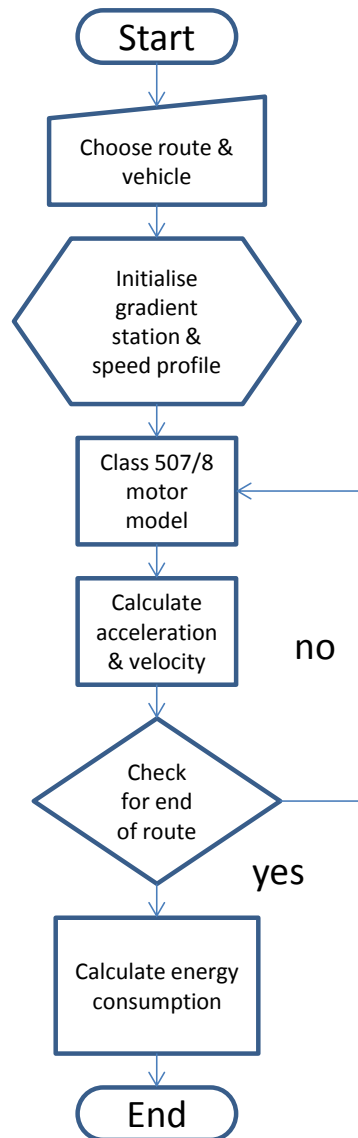 Start
Choose route &
vehicle
Initialise
gradient
station &
speed profile
Class 507/8
motor
model
Calculate
acceleration
& velocity
no
Check
for end
of route
yes
Calculate energy
consumption
End